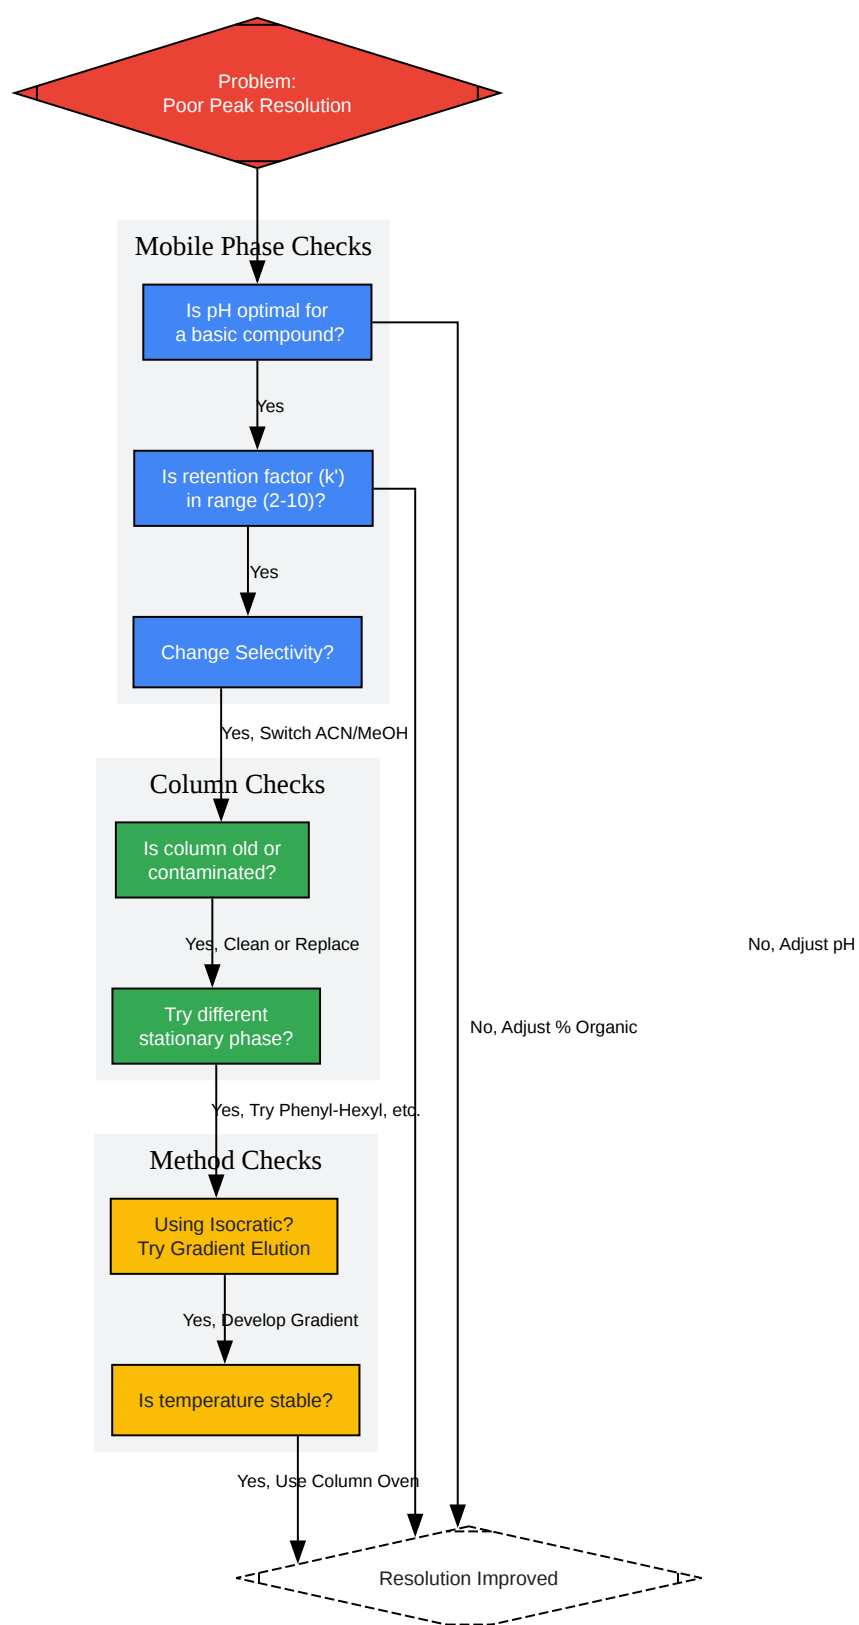 Problem:
Poor Peak Resolution
Mobile Phase Checks
Is pH optimal for
a basic compound?
Yes
Is retention factor (k')
in range (2-10)?
Yes
Change Selectivity?
Yes, Switch ACN/MeOH
Column Checks
Is column old or
contaminated?
Yes, Clean or Replace
No, Adjust pH
Try different
stationary phase?
No, Adjust % Organic
Yes, Try Phenyl-Hexyl, etc.
Method Checks
Using Isocratic?
Try Gradient Elution
Yes, Develop Gradient
Is temperature stable?
Yes, Use Column Oven
Resolution Improved